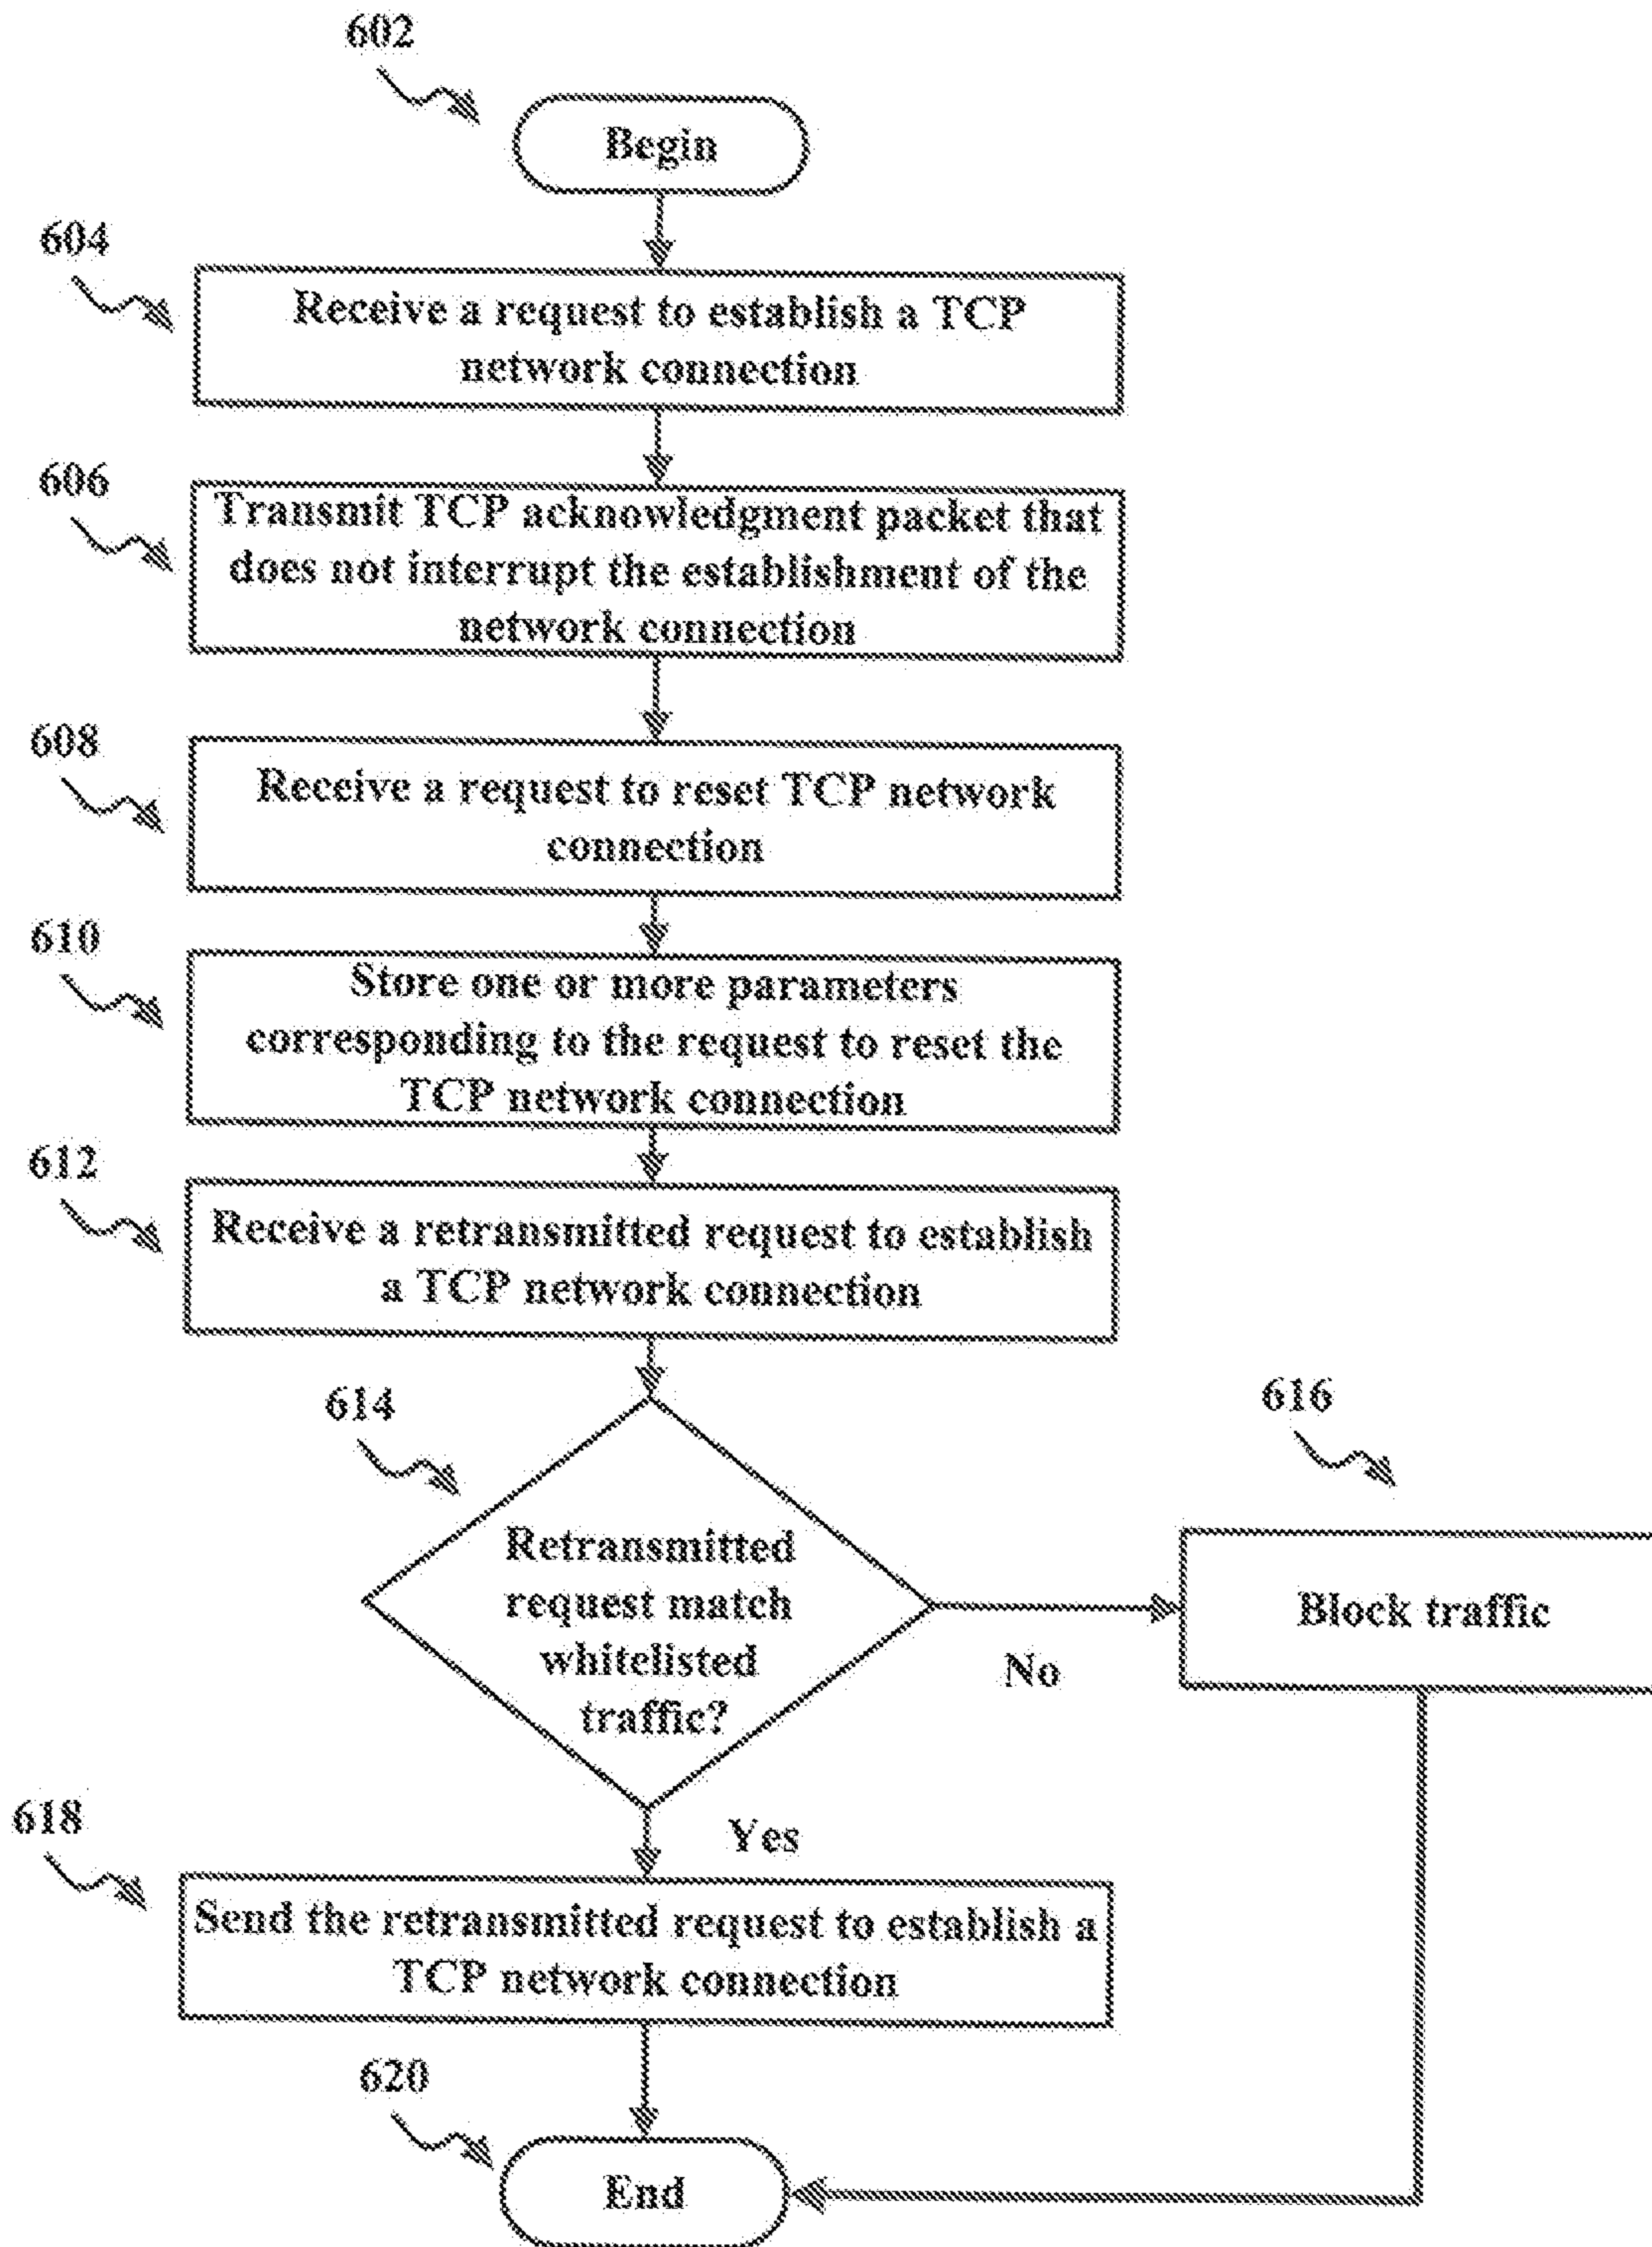 602
Begin
604
Receive a request to establish a TCP
network connection
606
Transmit TCP acknowledgment packet that
does not interrupt the establishment of the
network connection
608
Receive a request to reset TCP network
connection
610
Store one or more parameters
corresponding to the request to reset the
TCP network connection
612
Receive a retransmitted request to establish
a TCP network connection
614
Retransmitted
request match
whitelisted
traffic?
No
616
Block traffic
Yes
618
Send the retransmitted request to establish a
TCP network connection
620
End